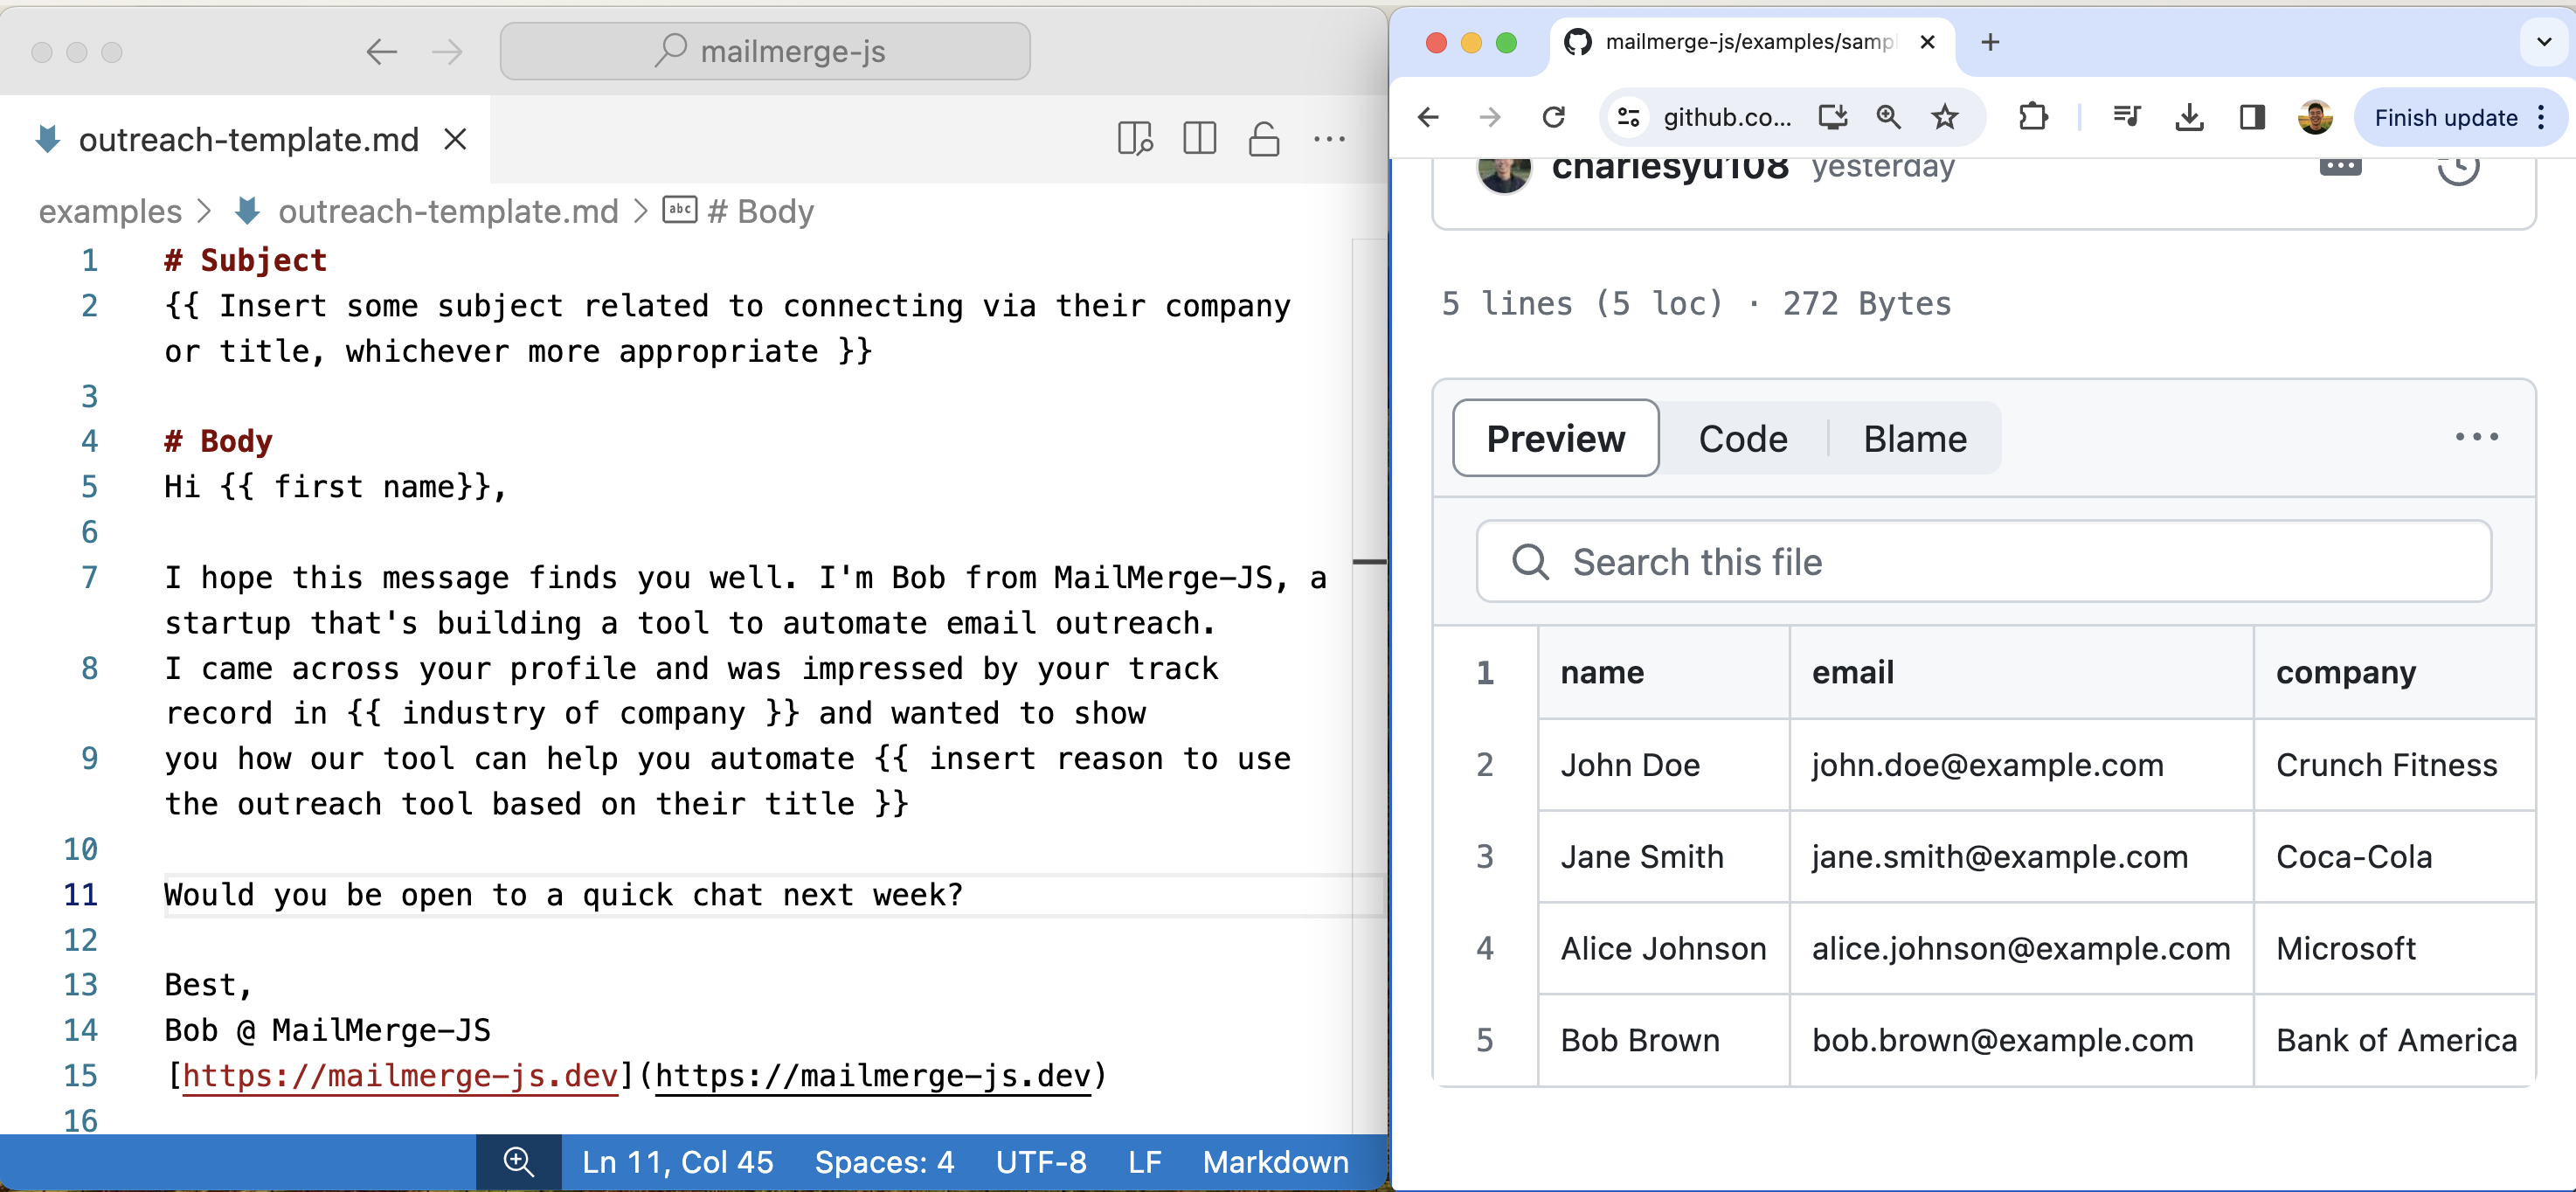 mailmerge-js
outreach-template.md
examples > outreach-template.md > abc # Body
1 # Subject
2 {{ Insert some subject related to connecting via their company
or title, whichever more appropriate }}
3
4 # Body
5 Hi {{ first name}},
6
7 I hope this message finds you well. I'm Bob from MailMerge-JS, a
startup that's building a tool to automate email outreach.
8 I came across your profile and was impressed by your track
record in {{ industry of company }} and wanted to show
9 you how our tool can help you automate {{ insert reason to use
the outreach tool based on their title }}
10
11 Would you be open to a quick chat next week?
12
13 Best,
14 Bob @ MailMerge-JS
15 [https://mailmerge-js.dev](https://mailmerge-js.dev)
16
Ln 11, Col 45 Spaces: 4 UTF-8 LF Markdown
mailmerge-js/examples/samp
github.co... Finish update
charlesyu108 yesterday
5 lines (5 loc) · 272 Bytes
Preview Code Blame
Search this file
1 name email company
2 John Doe john.doe@example.com Crunch Fitness
3 Jane Smith jane.smith@example.com Coca-Cola
4 Alice Johnson alice.johnson@example.com Microsoft
5 Bob Brown bob.brown@example.com Bank of America